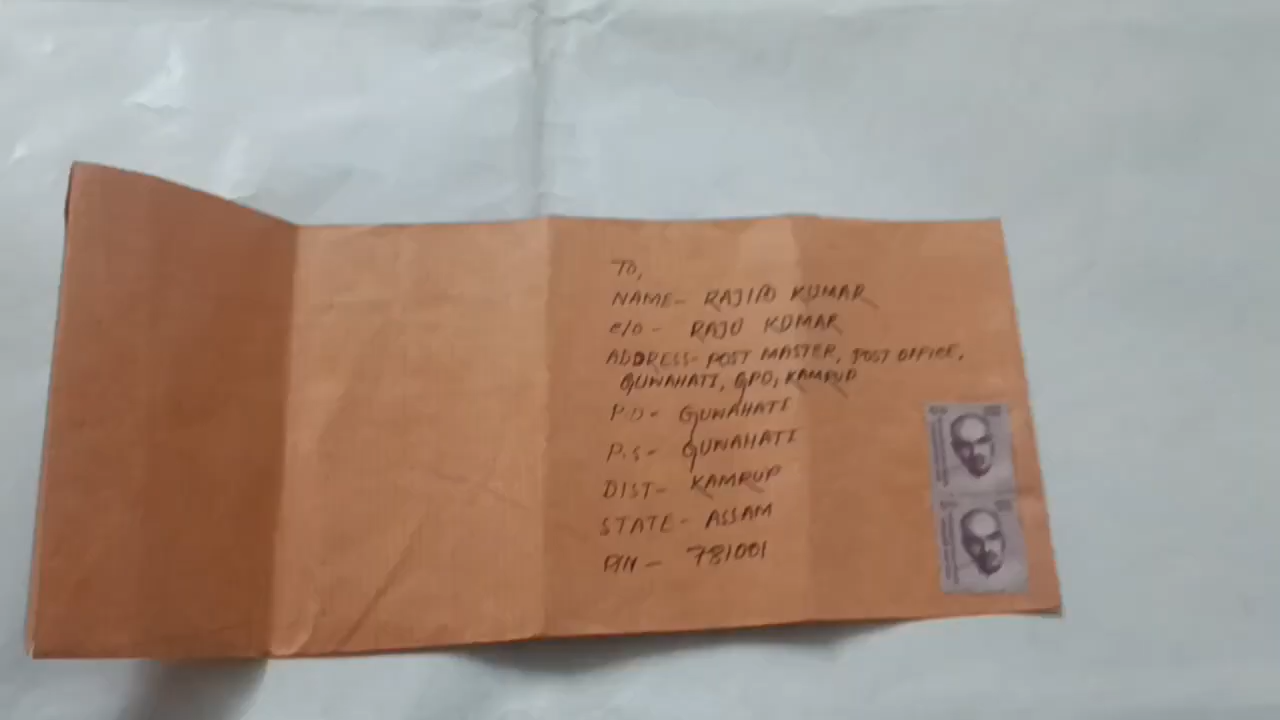 To,
NAME- RAJIB KUMAR
C/O - RAJU KUMAR
ADDRESS- POST MASTER, POST OFFICE,
GUWAHATI, GPO, KAMRUP
P.O- GUWAHATI
P.S- GUWAHATI
DIST- KAMRUP
STATE- ASSAM
PIN - 781001